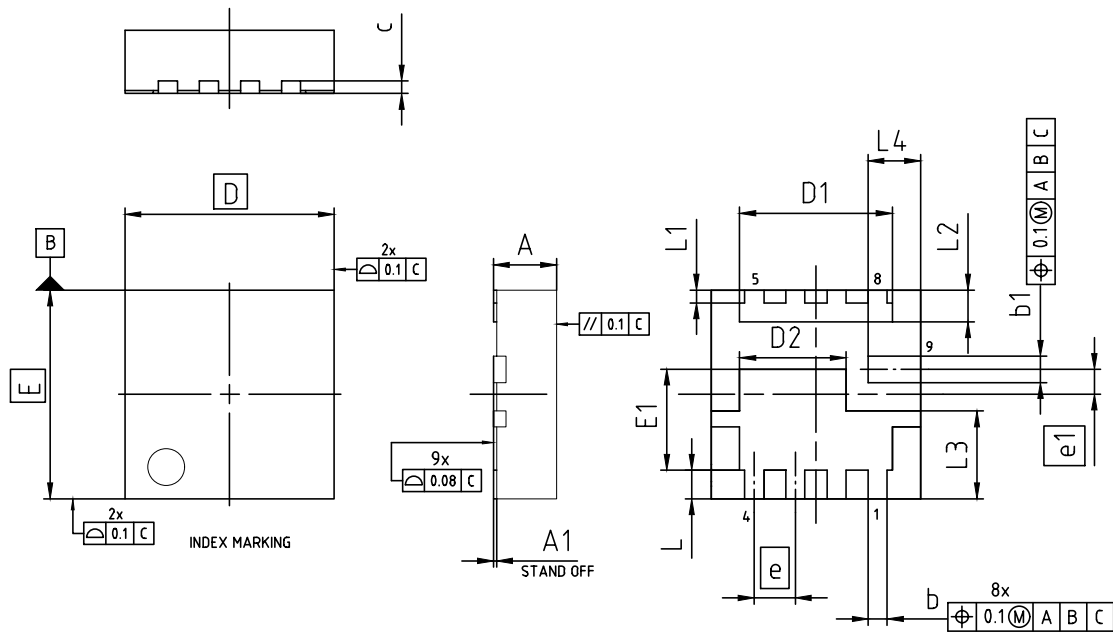 c
D
B
2x
⌓ 0.1 C
A
// 0.1 C
E
9x
⌓ 0.08 C
2x
⌓ 0.1 C
INDEX MARKING
A1
STAND OFF
L4
D1
L1
L2
5
8
⌖ 0.1 Ⓜ A B C
b1
9
D2
E1
e1
L3
4
1
L
e
b
8x
⌖ 0.1 Ⓜ A B C